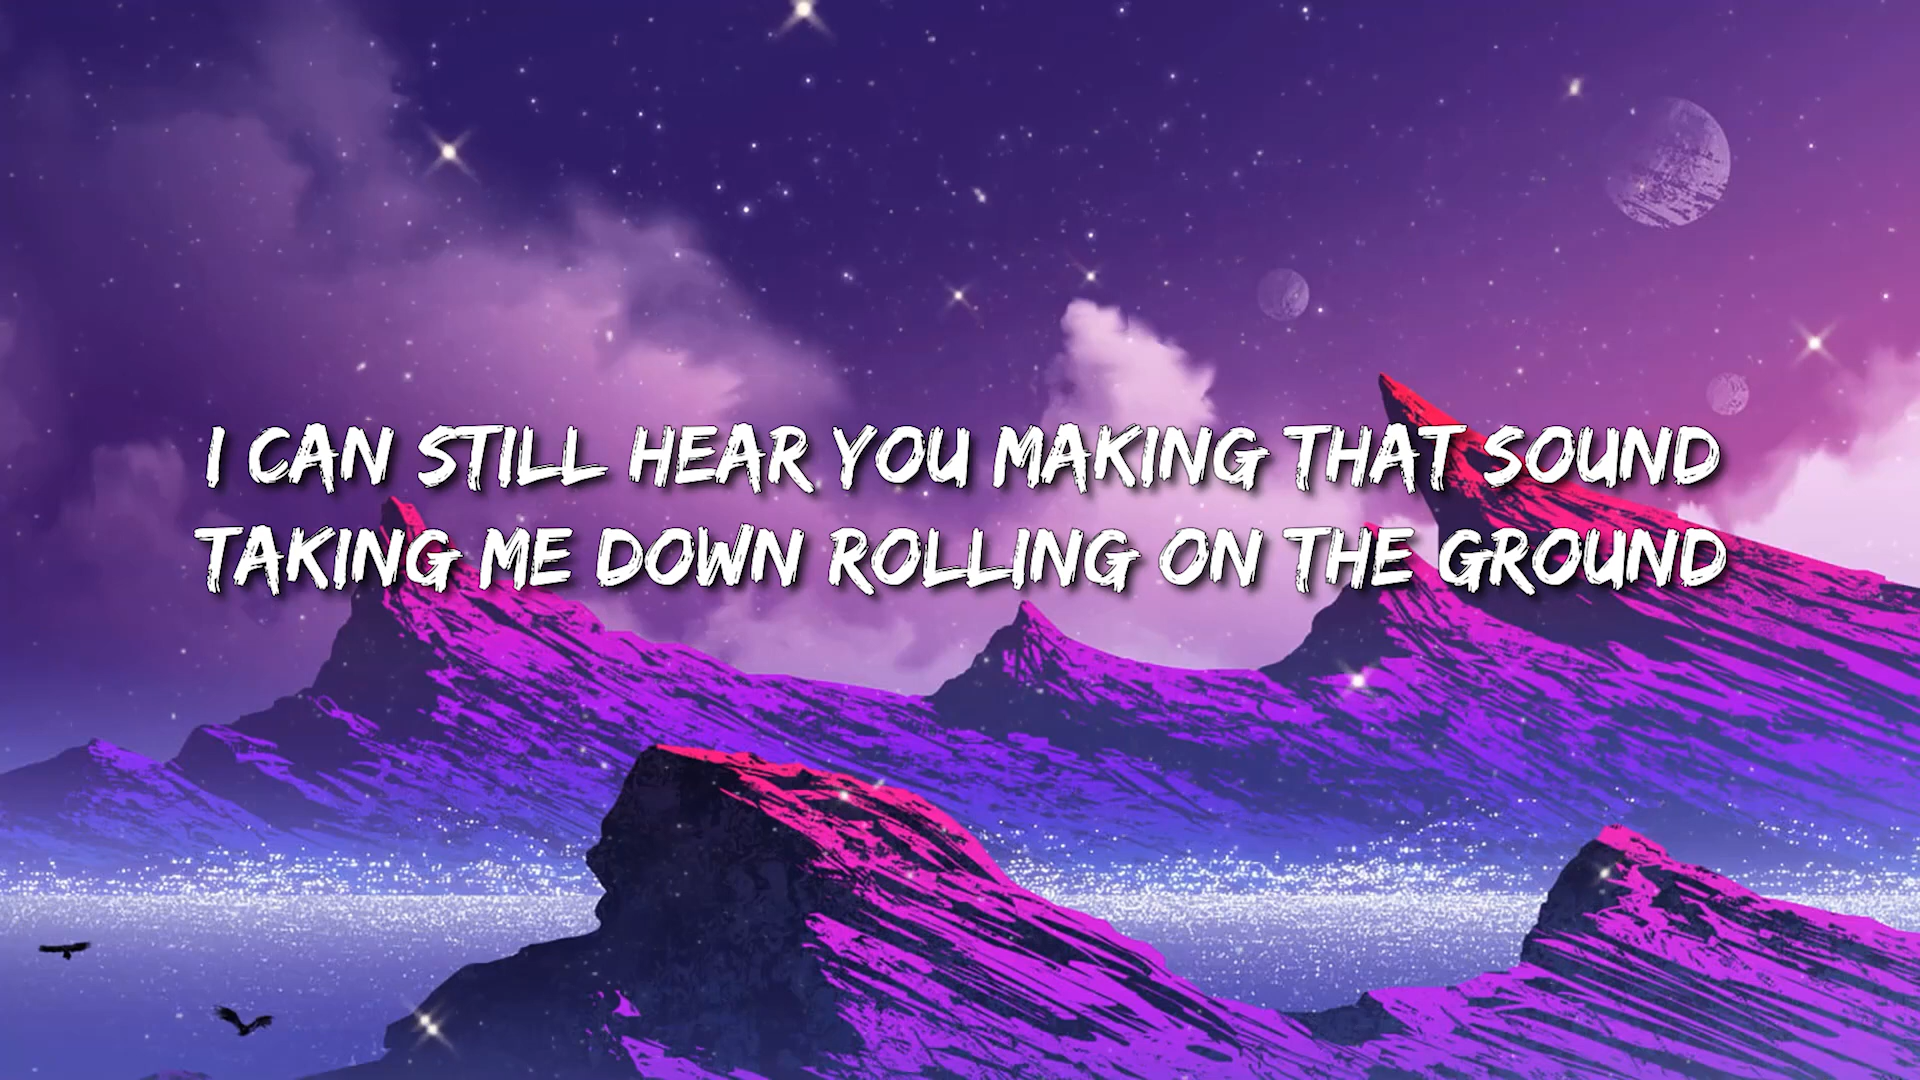 I CAN STILL HEAR YOU MAKING THAT SOUND
TAKING ME DOWN ROLLING ON THE GROUND